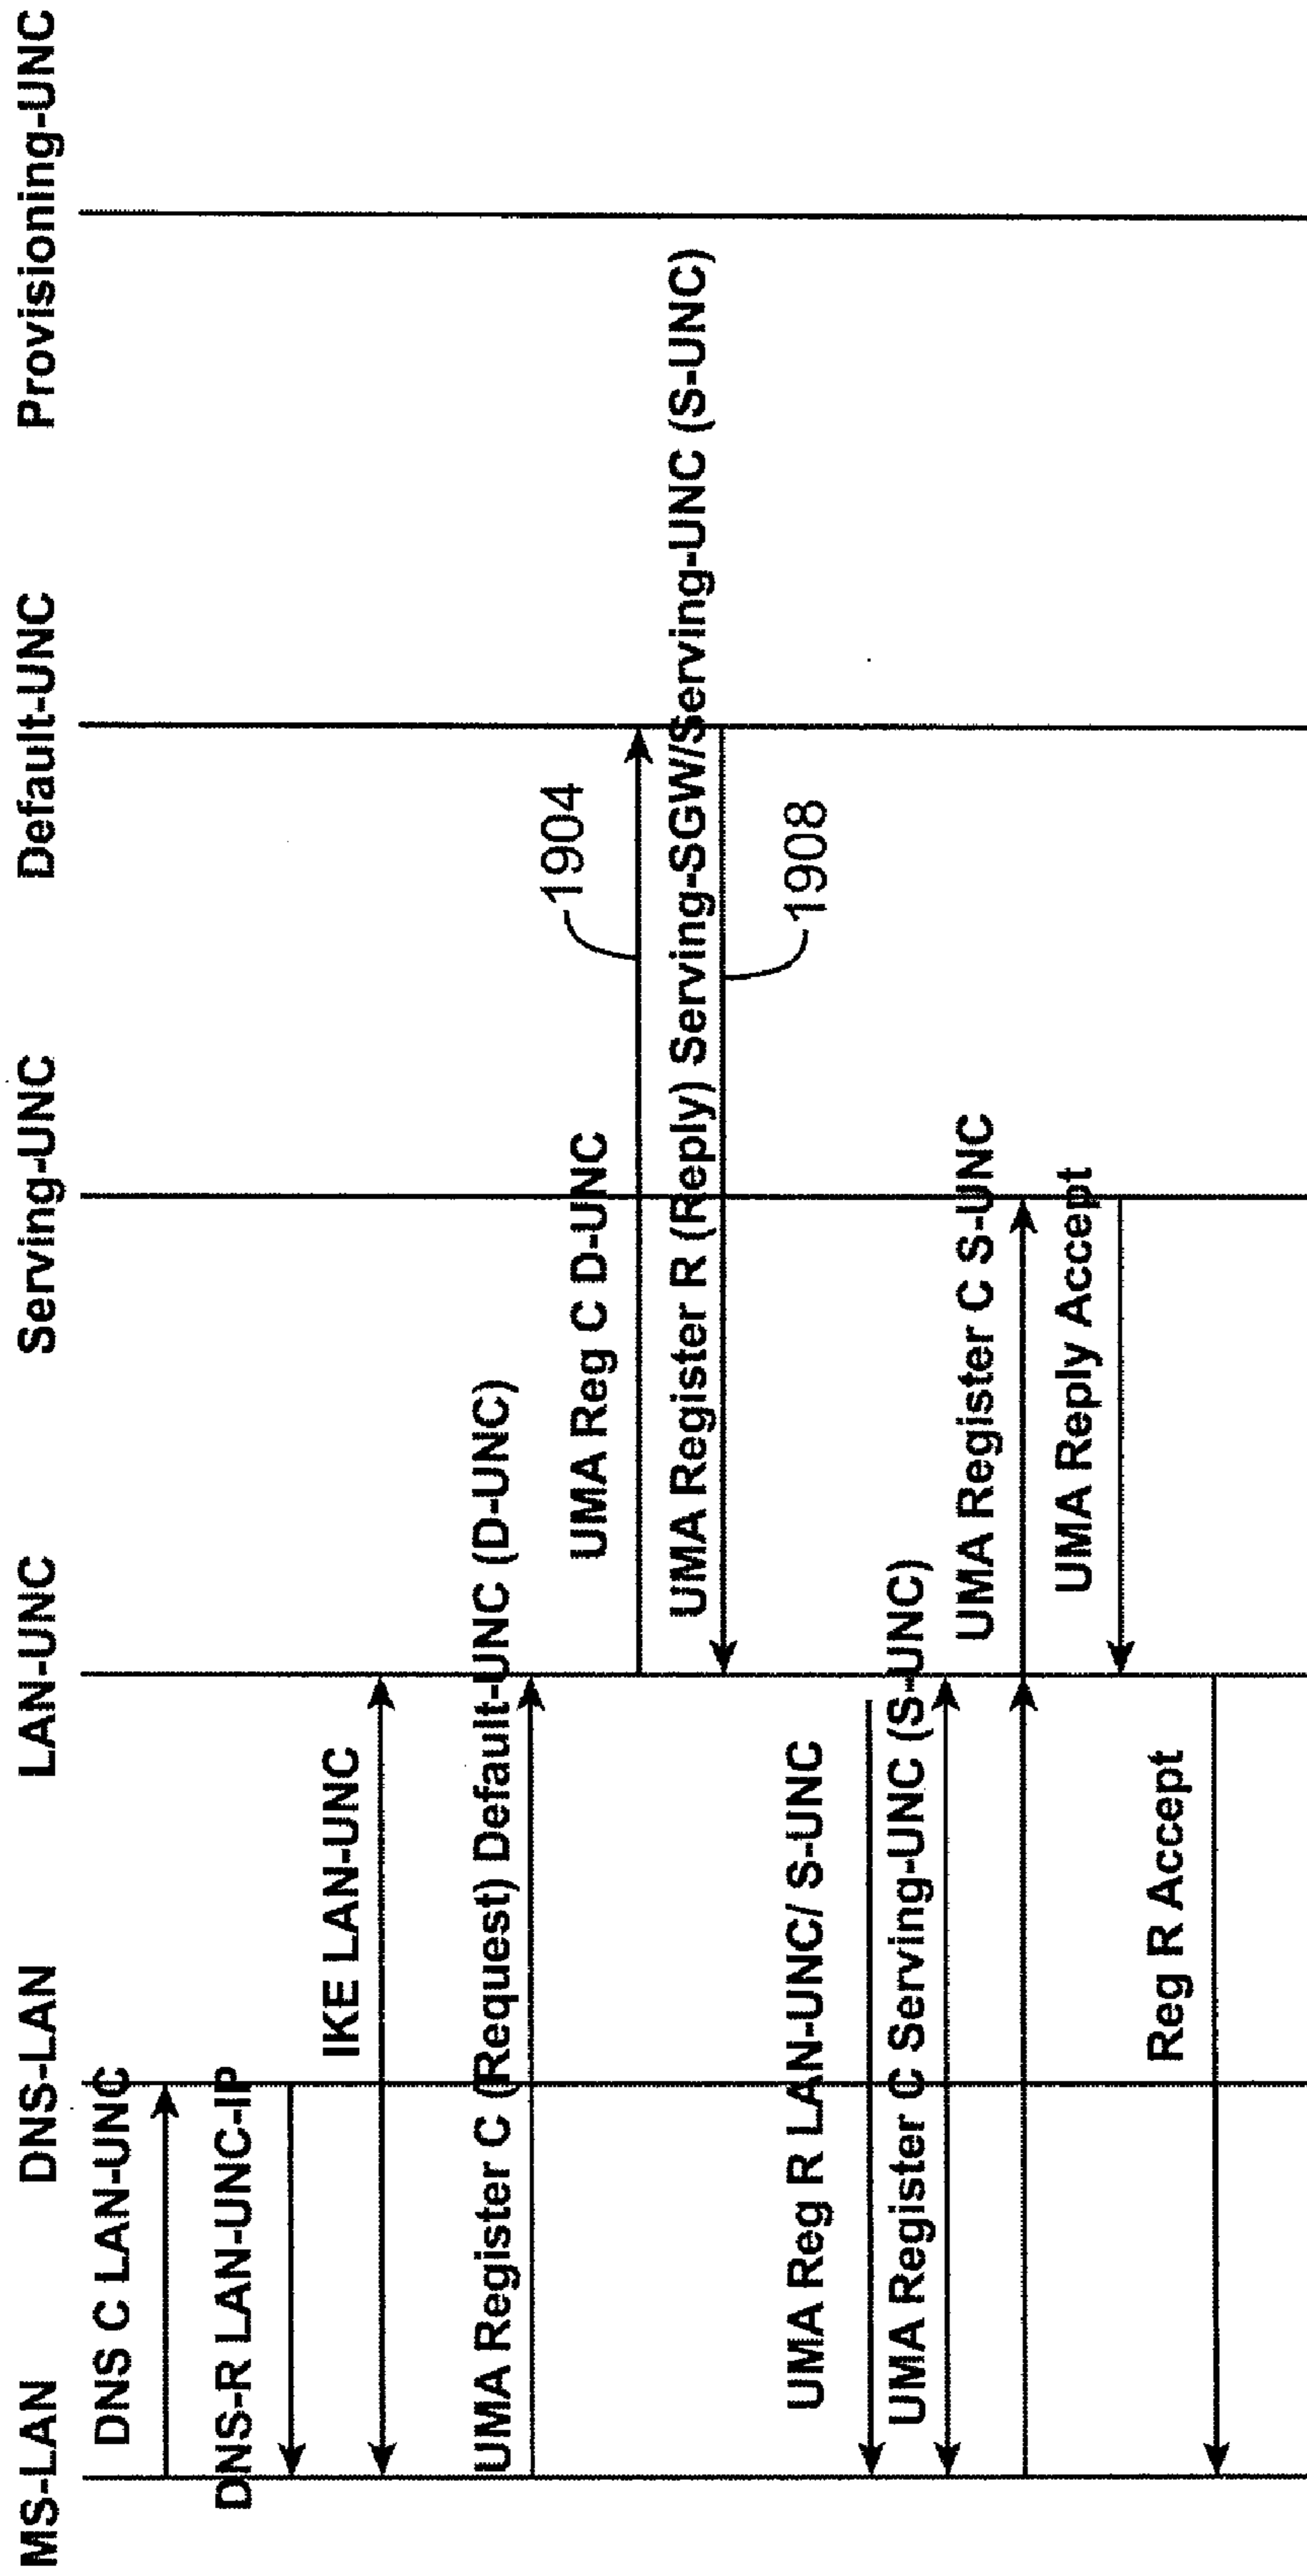 MS-LAN DNS-LAN LAN-UNC Serving-UNC Default-UNC Provisioning-UNC
DNS C LAN-UNC
DNS-R LAN-UNC-IP
IKE LAN-UNC
UMA Register C (Request) Default-UNC (D-UNC)
1904
UMA Reg C D-UNC
UMA Register R (Reply) Serving-SGW/Serving-UNC (S-UNC)
1908
UMA Reg R LAN-UNC/ S-UNC
UMA Register C Serving-UNC (S-UNC)
UMA Register C S-UNC
UMA Reply Accept
Reg R Accept